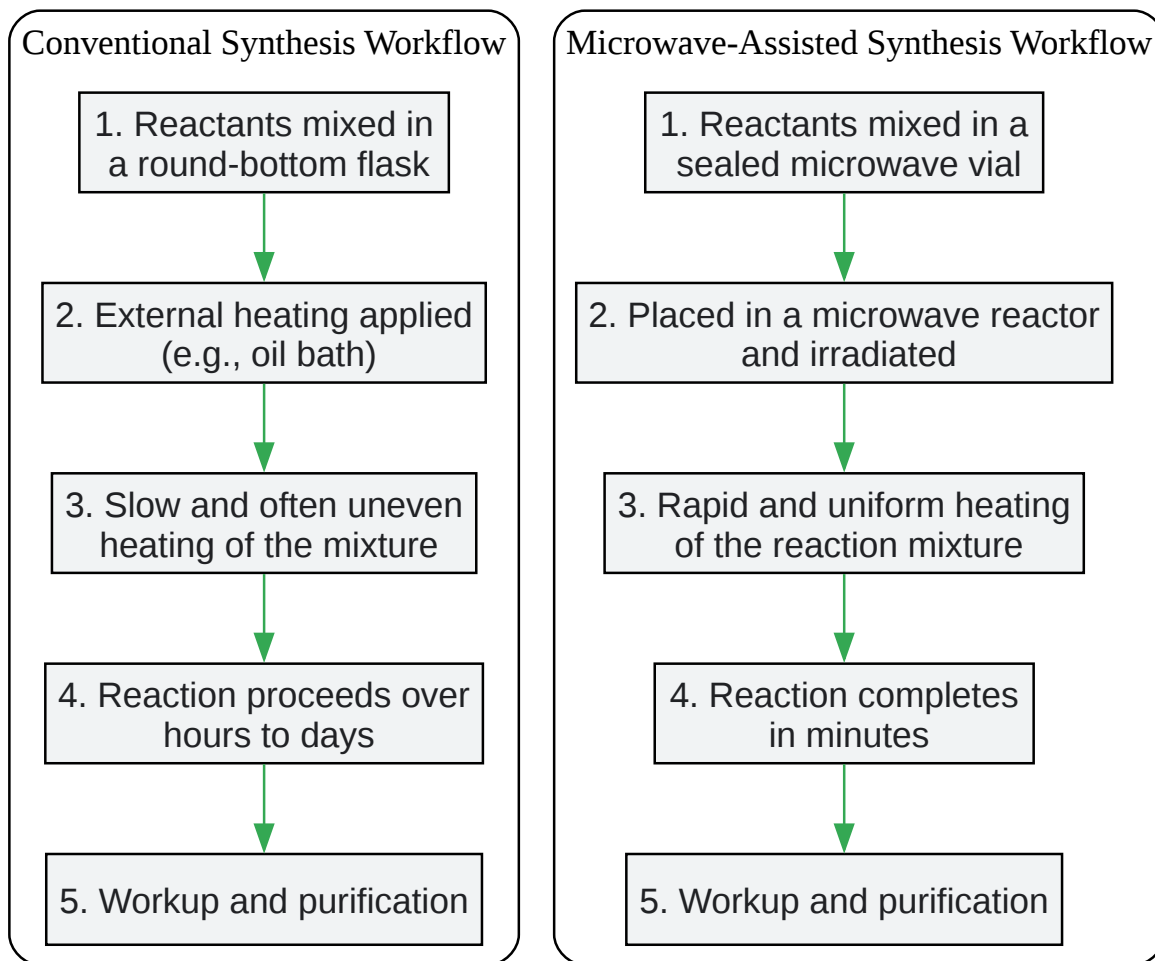 Conventional Synthesis Workflow
1. Reactants mixed in
a round-bottom flask
2. External heating applied
(e.g., oil bath)
3. Slow and often uneven
heating of the mixture
4. Reaction proceeds over
hours to days
5. Workup and purification
Microwave-Assisted Synthesis Workflow
1. Reactants mixed in a
sealed microwave vial
2. Placed in a microwave reactor
and irradiated
3. Rapid and uniform heating
of the reaction mixture
4. Reaction completes
in minutes
5. Workup and purification